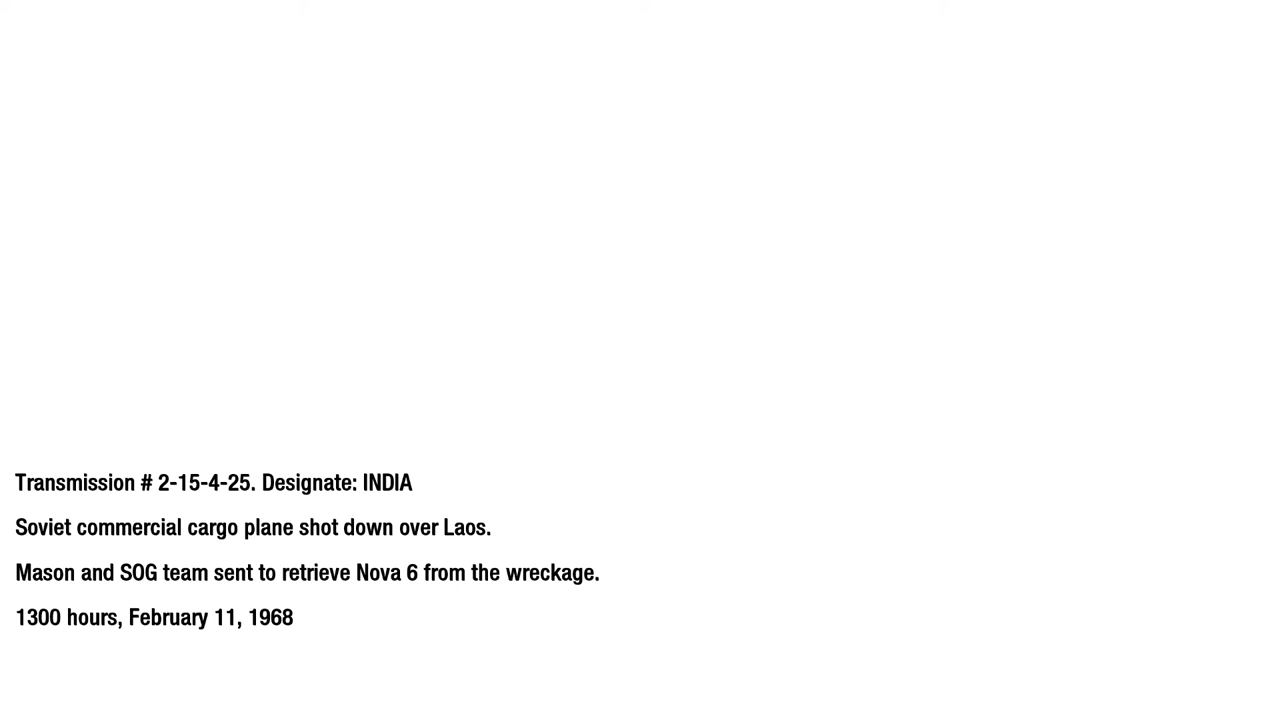 Transmission # 2-15-4-25. Designate: INDIA
Soviet commercial cargo plane shot down over Laos.
Mason and SOG team sent to retrieve Nova 6 from the wreckage.
1300 hours, February 11, 1968